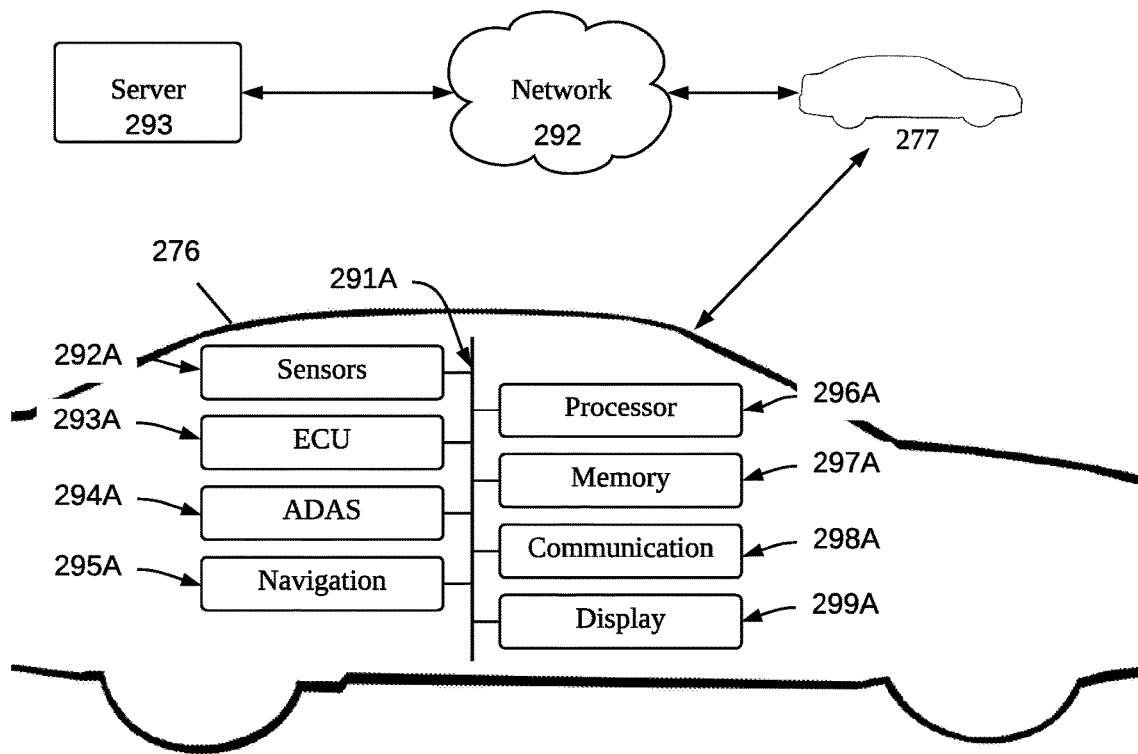 Server
293
Network
292
277
276
291A
292A
Sensors
293A
ECU
294A
ADAS
295A
Navigation
Processor
296A
Memory
297A
Communication
298A
Display
299A